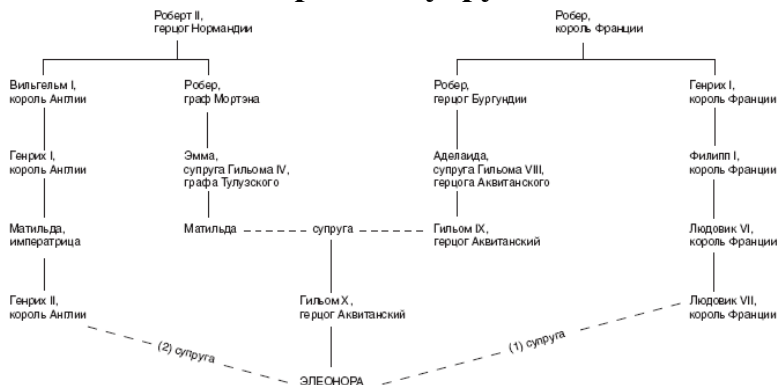 Роберт II,
герцог Нормандии
Робер,
король Франции
Вильгельм I,
король Англии
Робер,
граф Мортэна
Робер,
герцог Бургундии
Генрих I,
король Франции
Генрих I,
король Англии
Эмма,
супруга Гильома IV,
графа Тулузского
Аделаида,
супруга Гильома VIII,
герцога Аквитанского
Филипп I,
король Франции
Матильда,
императрица
Матильда
супруга
Гильом IX,
герцог Аквитанский
Людовик VI,
король Франции
Генрих II,
король Англии
Гильом X,
герцог Аквитанский
Людовик VII,
король Франции
(2) супруга
(1) супруга
ЭЛЕОНОРА